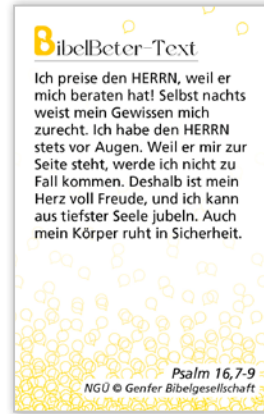 BibelBeter-Text
Ich preise den HERRN, weil er
mich beraten hat! Selbst nachts
weist mein Gewissen mich
zurecht. Ich habe den HERRN
stets vor Augen. Weil er mir zur
Seite steht, werde ich nicht zu
Fall kommen. Deshalb ist mein
Herz voll Freude, und ich kann
aus tiefster Seele jubeln. Auch
mein Körper ruht in Sicherheit.
Psalm 16,7-9
NGÜ © Genfer Bibelgesellschaft